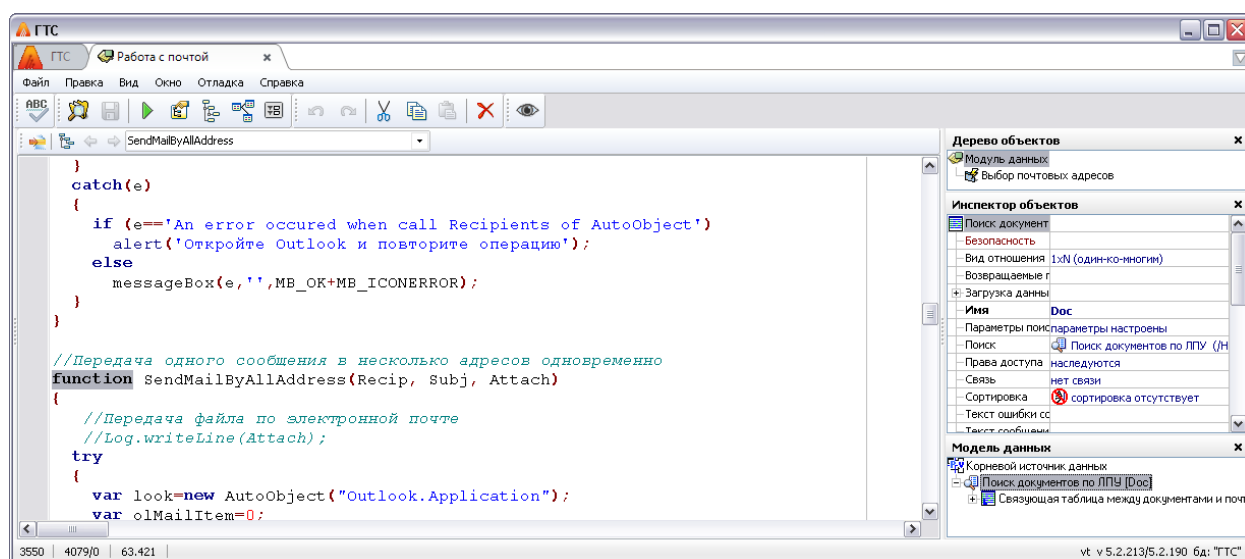 ГТС
ГТС Работа с почтой
Файл Правка Вид Окно Отладка Справка
ABC
SendMailByAllAddress
}
catch(e)
{
if (e=='An error occured when call Recipients of AutoObject')
alert('Откройте Outlook и повторите операцию');
else
messageBox(e,'',MB_OK+MB_ICONERROR);
}
}
//Передача одного сообщения в несколько адресов одновременно
function SendMailByAllAddress(Recip, Subj, Attach)
{
//Передача файла по электронной почте
//Log.writeLine(Attach);
try
{
var look=new AutoObject("Outlook.Application");
var olMailItem=0;
3550 4079/0 63.421
Дерево объектов
Модуль данных
Выбор почтовых адресов
Инспектор объектов
Поиск документ
Безопасность
Вид отношения 1xN (один-ко-многим)
Возвращаемые г
Загрузка данны
Имя Doc
Параметры поис параметры настроены
Поиск Поиск документов по ЛПУ (/Н
Права доступа наследуются
Связь нет связи
Сортировка сортировка отсутствует
Текст ошибки сс
Текст сообщени
Модель данных
Корневой источник данных
Поиск документов по ЛПУ [Doc]
Связующая таблица между документами и почт
vt v 5.2.213/5.2.190 бд: "ГТС"